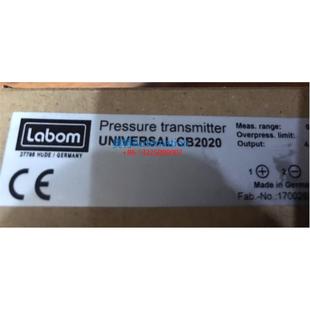 Labom
27798 HUDE / GERMANY
Pressure transmitter
UNIVERSAL CB2020
Meas. range:
Overpress. limit:
Output:
1 + 2 -
Made in Germ
Fab.-No.:
CE